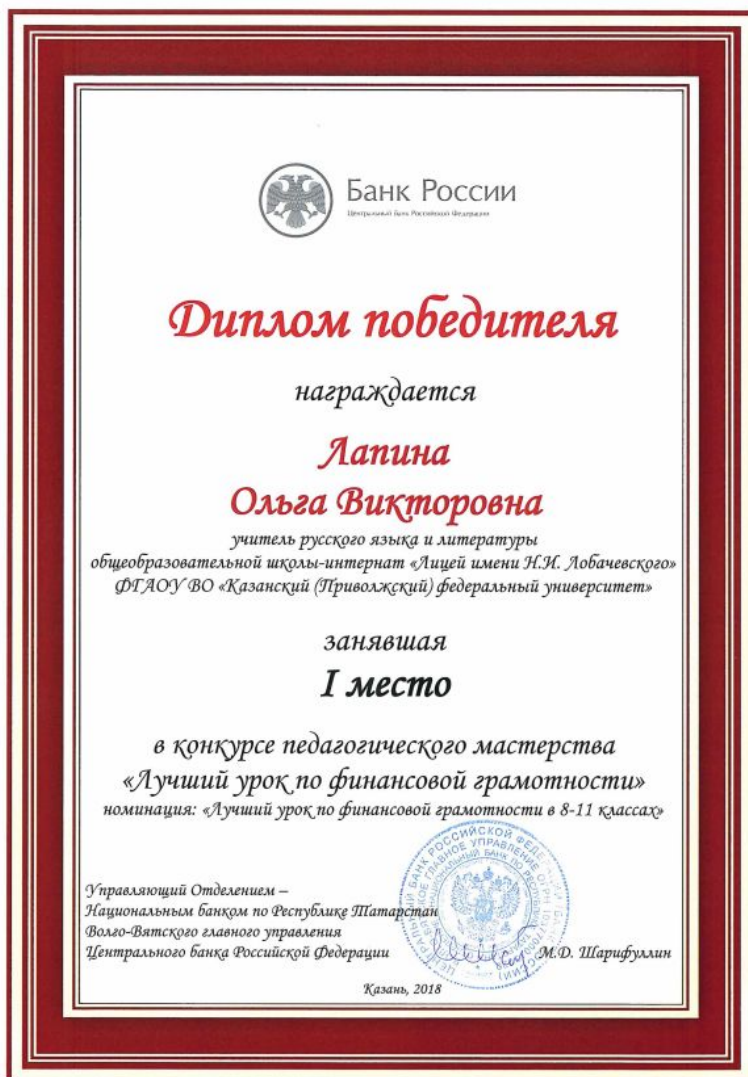 Банк России
Центральный банк Российской Федерации
Диплом победителя
награждается
Лапина
Ольга Викторовна
учитель русского языка и литературы
общеобразовательной школы-интернат «Лицей имени Н.И. Лобачевского»
ФГАОУ ВО «Казанский (Приволжский) федеральный университет»
занявшая
I место
в конкурсе педагогического мастерства
«Лучший урок по финансовой грамотности»
номинация: «Лучший урок по финансовой грамотности в 8-11 классах»
Управляющий Отделением –
Национальным банком по Республике Татарстан
Волго-Вятского главного управления
Центрального банка Российской Федерации М.Д. Шарифуллин
Казань, 2018